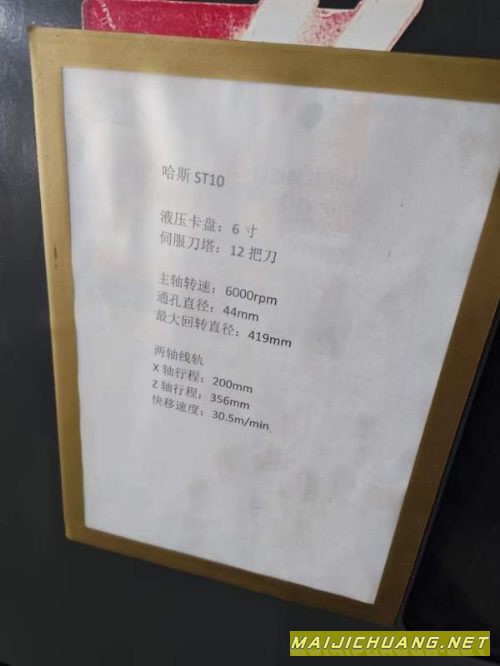 哈斯 ST10
液压卡盘：6 寸
伺服刀塔：12 把刀
主轴转速：6000rpm
通孔直径：44mm
最大回转直径：419mm
两轴线轨
X 轴行程：200mm
Z 轴行程：356mm
快移速度：30.5m/min
MAIJICHUANG.NET